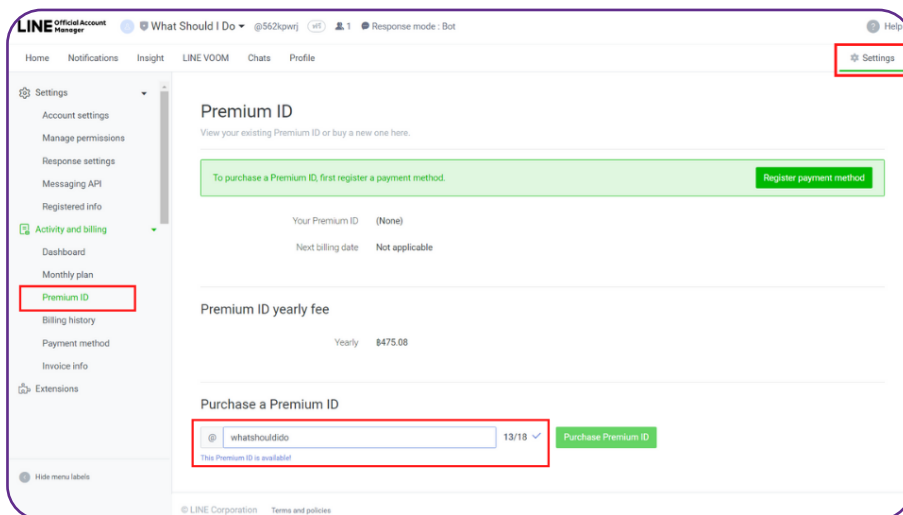 LINE Official Account Manager
What Should I Do @562kpwrj 1 Response mode : Bot
Help
Home Notifications Insight LINE VOOM Chats Profile
Settings
Settings
Account settings
Manage permissions
Response settings
Messaging API
Registered info
Activity and billing
Dashboard
Monthly plan
Premium ID
Billing history
Payment method
Invoice info
Extensions
Hide menu labels
Premium ID
View your existing Premium ID or buy a new one here.
To purchase a Premium ID, first register a payment method.
Register payment method
Your Premium ID (None)
Next billing date Not applicable
Premium ID yearly fee
Yearly ฿475.08
Purchase a Premium ID
@ whatshouldido 13/18 Purchase Premium ID
This Premium ID is available!
© LINE Corporation Terms and policies